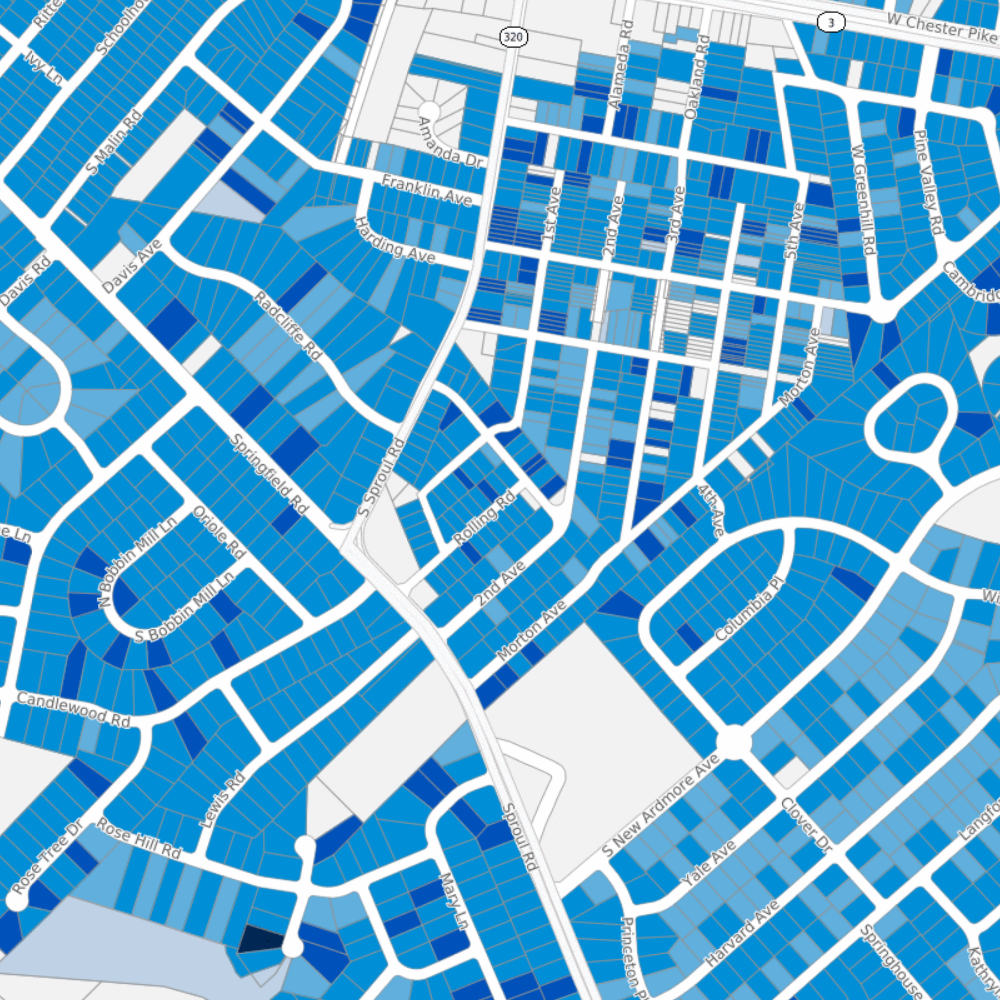 Ritte
Schoolhou
320
Alameda Rd
Oakland Rd
3
W Chester Pike
Ivy Ln
S Malin Rd
Amanda Dr
Franklin Ave
Harding Ave
1st Ave
2nd Ave
3rd Ave
5th Ave
W Greenhill Rd
Pine Valley Rd
Cambridg
Davis Rd
Davis Ave
Radcliffe Rd
Morton Ave
Springfield Rd
S Sproul Rd
Rolling Rd
4th Ave
e Ln
N Bobbin Mill Ln
Oriole Rd
S Bobbin Mill Ln
2nd Ave
Morton Ave
Columbia Pl
Wi
Candlewood Rd
Lewis Rd
Rose Hill Rd
Rose Tree Dr
Sproul Rd
S New Ardmore Ave
Clover Dr
Yale Ave
Langfo
Mary Ln
Princeton P
Harvard Ave
Springhouse
Kathry